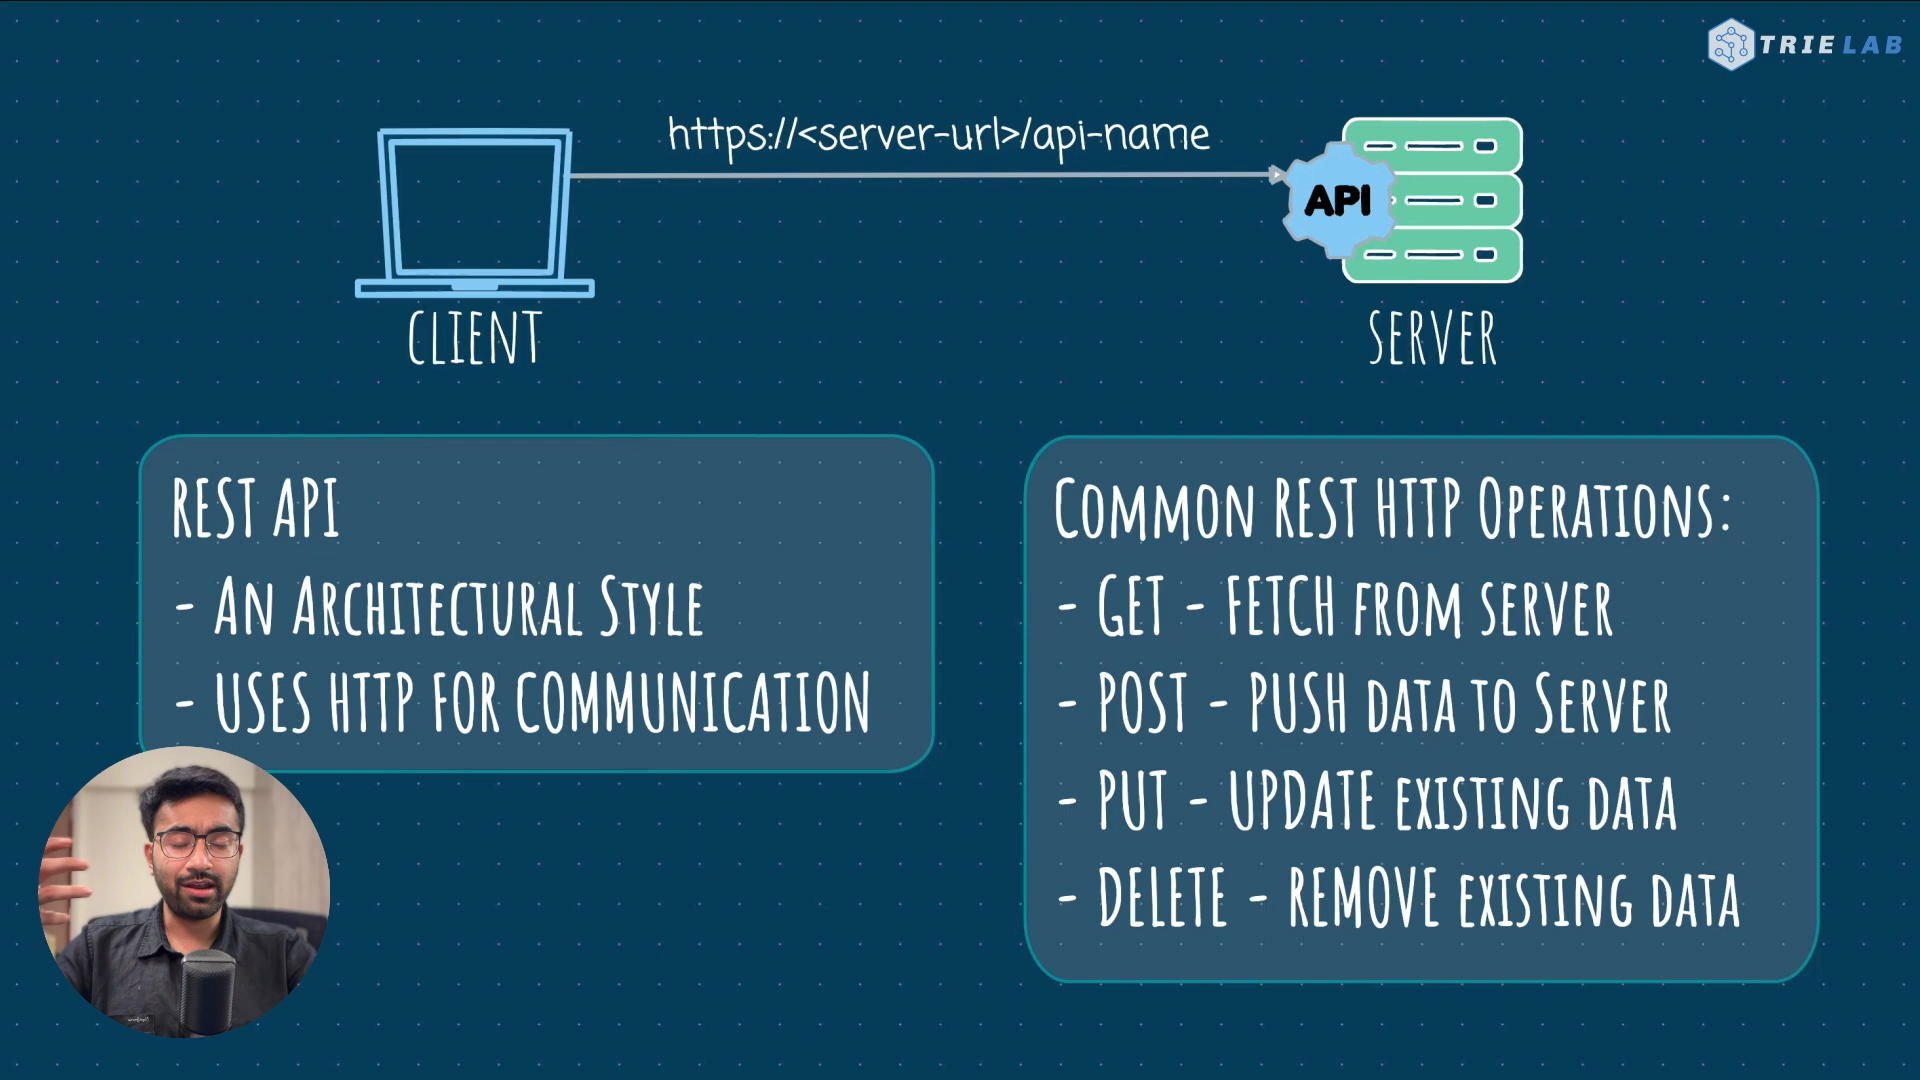 TRIE LAB
https://<server-url>/api-name
API
CLIENT
SERVER
REST API
- An Architectural Style
- USES HTTP FOR COMMUNICATION
Common REST HTTP Operations:
- GET - FETCH from server
- POST - PUSH data to Server
- PUT - UPDATE existing data
- DELETE - REMOVE existing data